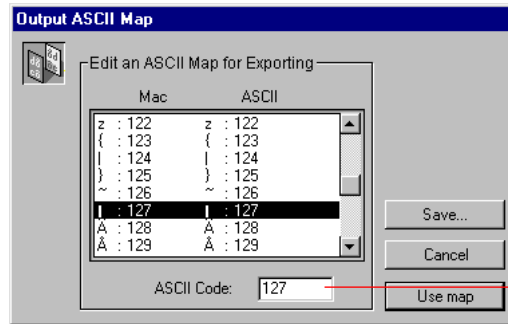 Output ASCII Map
Edit an ASCII Map for Exporting
Mac ASCII
z : 122 z : 122
{ : 123 { : 123
| : 124 | : 124
} : 125 } : 125
~ : 126 ~ : 126
: 127 : 127
Ä : 128 Ä : 128
Å : 129 Å : 129
Save...
Cancel
ASCII Code: 127
Use map